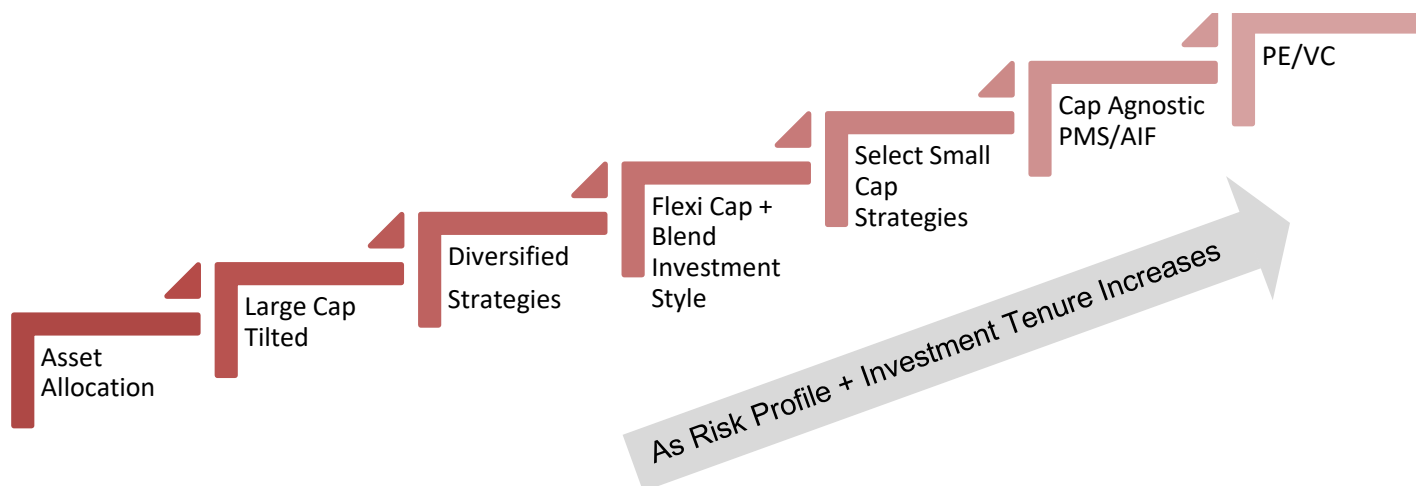 Asset
Allocation
Large Cap
Tilted
Diversified
Strategies
Flexi Cap +
Blend
Investment
Style
Select Small
Cap
Strategies
Cap Agnostic
PMS/AIF
PE/VC
As Risk Profile + Investment Tenure Increases